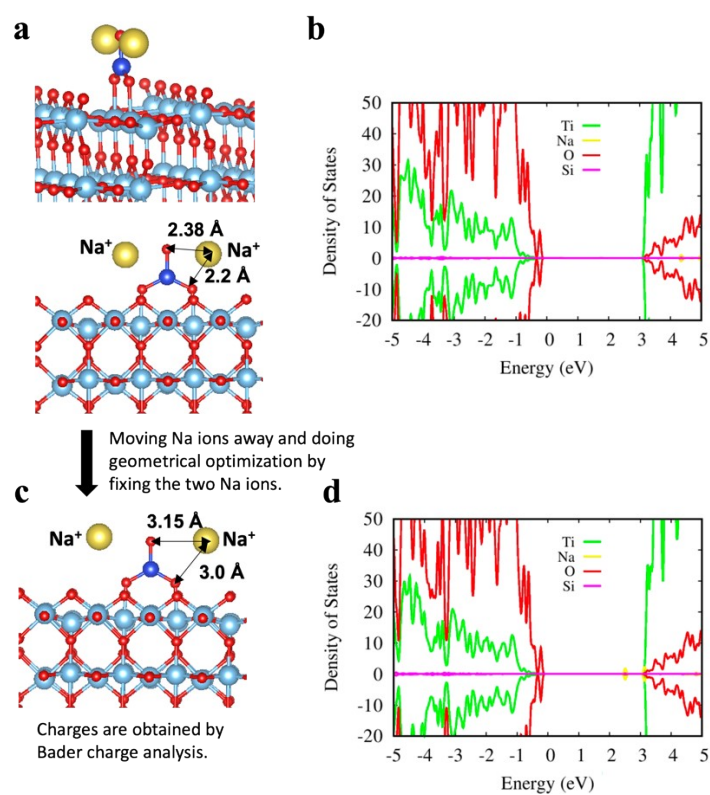 a
Na⁺
2.38 Å
Na⁺
2.2 Å
Moving Na ions away and doing
geometrical optimization by
fixing the two Na ions.
c
Na⁺
3.15 Å
Na⁺
3.0 Å
Charges are obtained by
Bader charge analysis.
b
Density of States
50
40
30
20
10
0
-10
-20
Ti
Na
O
Si
-5 -4 -3 -2 -1 0 1 2 3 4 5
Energy (eV)
d
Density of States
50
40
30
20
10
0
-10
-20
Ti
Na
O
Si
-5 -4 -3 -2 -1 0 1 2 3 4 5
Energy (eV)